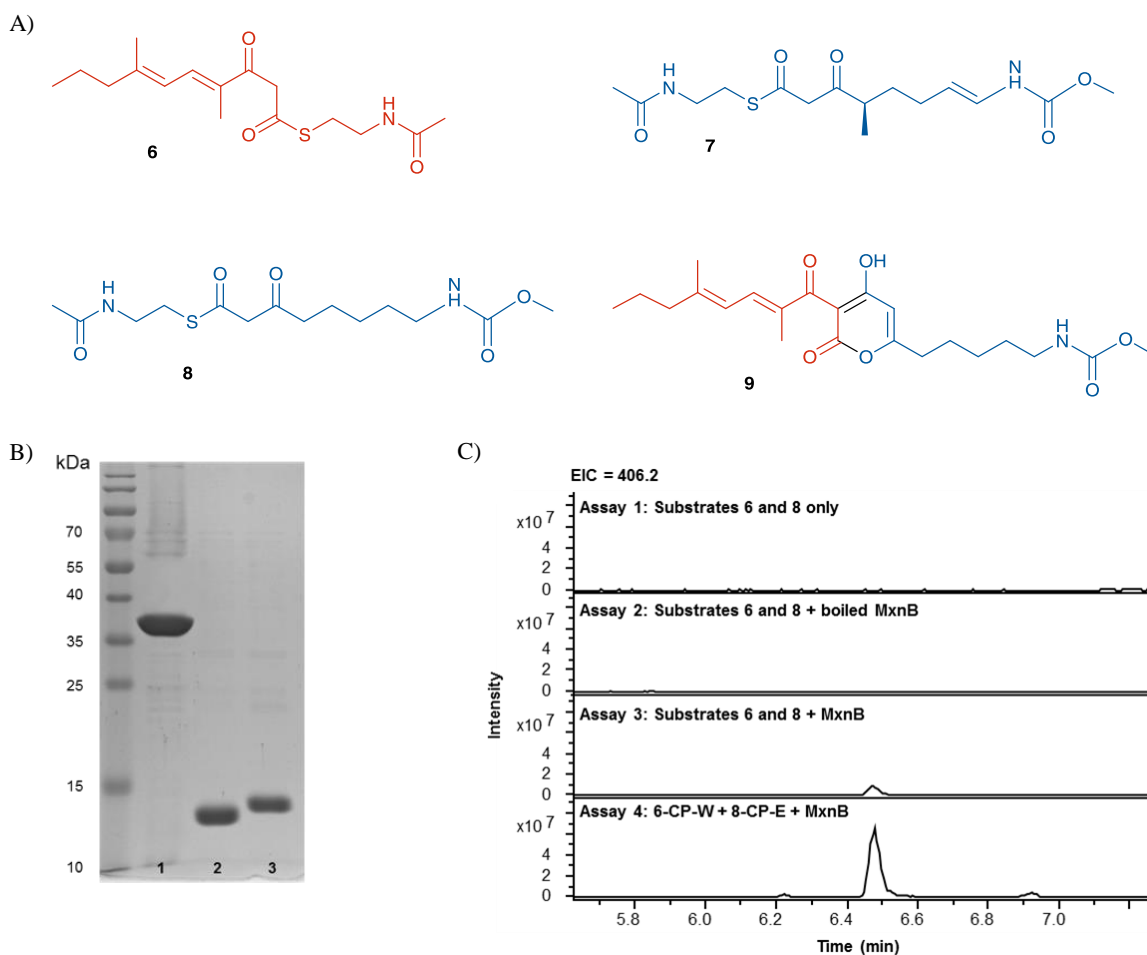 A)
O
O
S
O
H
N
O
6
O
H
N
S
O
O
N
H
O
O
7
H
N
O
S
O
O
N
H
O
O
8
O
OH
O
O
H
N
O
O
9
B)
kDa
70
55
40
35
25
15
10
1 2 3
C)
EIC = 406.2
Assay 1: Substrates 6 and 8 only
x10 7
4
2
0
Assay 2: Substrates 6 and 8 + boiled MxnB
x10 7
4
2
0
Assay 3: Substrates 6 and 8 + MxnB
x10 7
4
2
0
Assay 4: 6-CP-W + 8-CP-E + MxnB
x10 7
4
2
0
Intensity
5.8 6.0 6.2 6.4 6.6 6.8 7.0
Time (min)